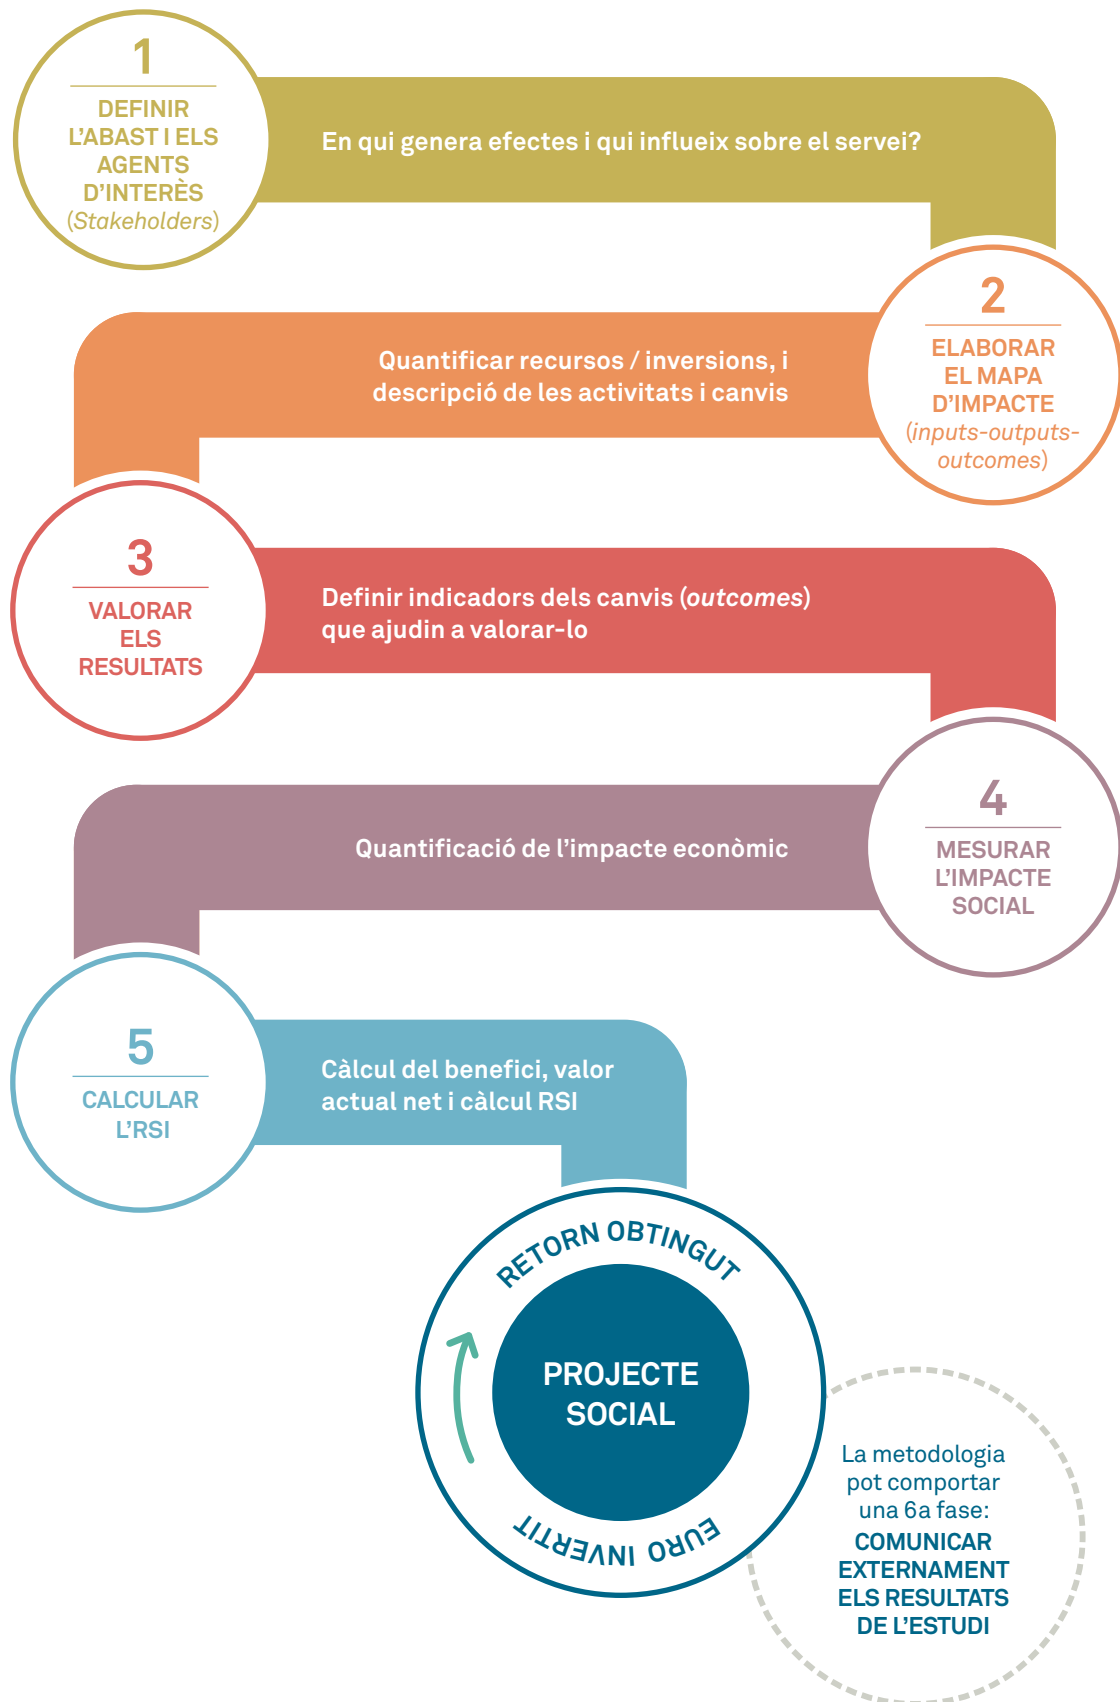 1
DEFINIR
L’ABAST I ELS
AGENTS
D’INTERÈS
(Stakeholders)
En qui genera efectes i qui influeix sobre el servei?
2
ELABORAR
EL MAPA
D’IMPACTE
(inputs-outputs-
outcomes)
Quantificar recursos / inversions, i
descripció de les activitats i canvis
3
VALORAR
ELS
RESULTATS
Definir indicadors dels canvis (outcomes)
que ajudin a valorar-lo
4
MESURAR
L’IMPACTE
SOCIAL
Quantificació de l’impacte econòmic
5
CALCULAR
L’RSI
Càlcul del benefici, valor
actual net i càlcul RSI
RETORN OBTINGUT
PROJECTE
SOCIAL
EURO INVERTIT
La metodologia
pot comportar
una 6a fase:
COMUNICAR
EXTERNAMENT
ELS RESULTATS
DE L’ESTUDI